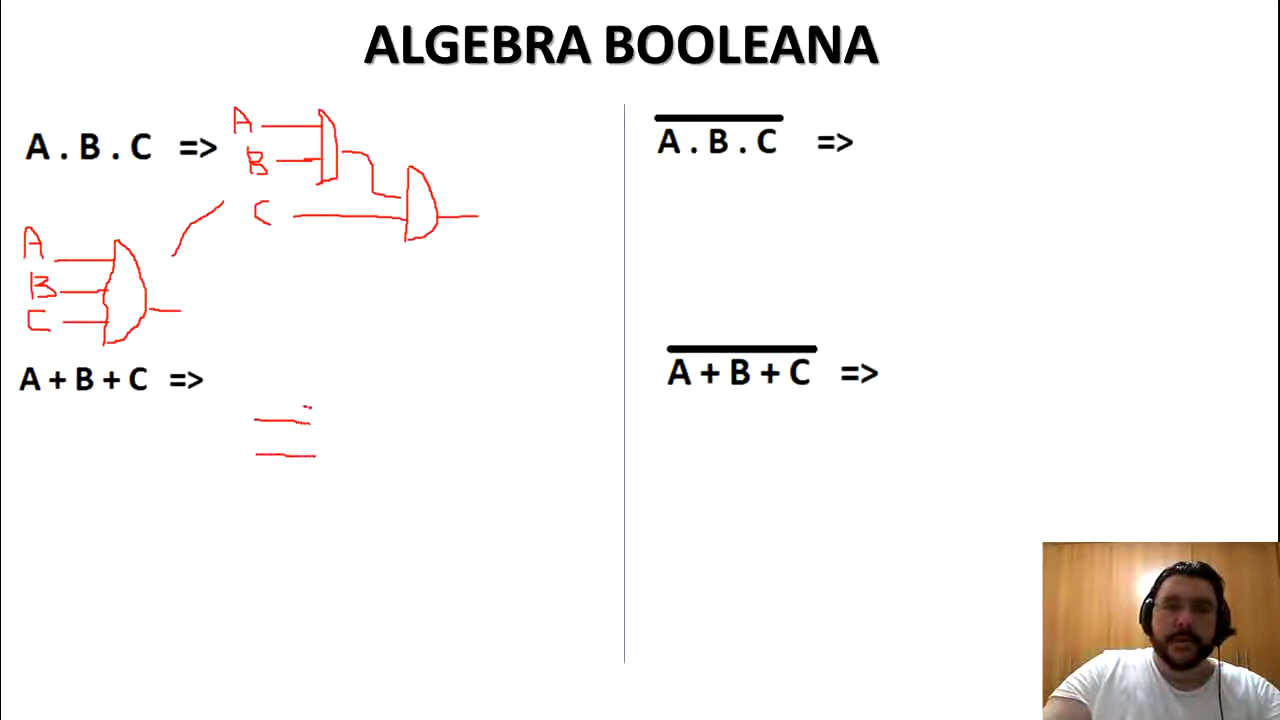 ALGEBRA BOOLEANA
A . B . C =>
A
B
C
A
B
C
A + B + C =>
A . B . C =>
A + B + C =>